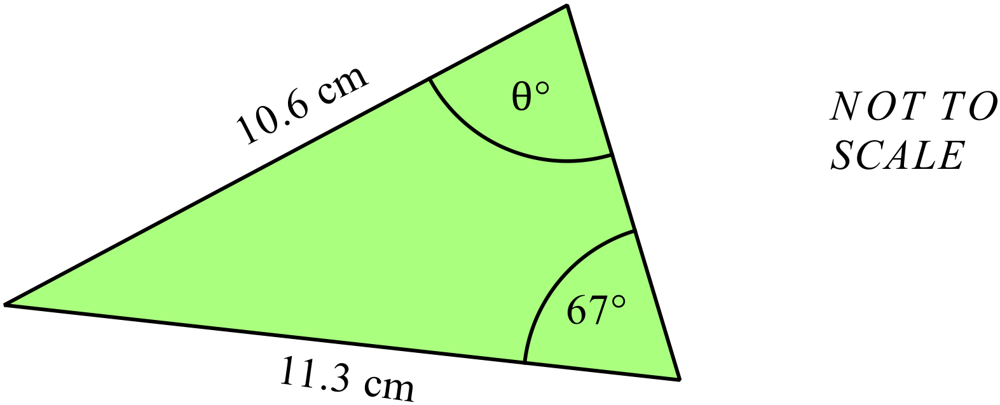 10.6 cm
θ°
NOT TO
SCALE
67°
11.3 cm